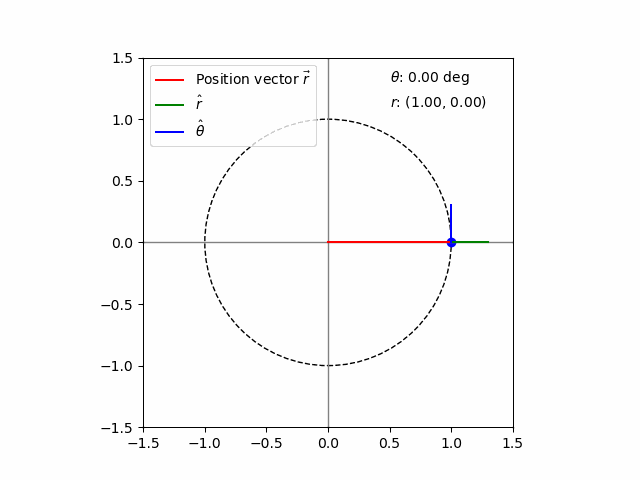 Position vector r⃗
r̂
θ̂
θ: 0.00 deg
r: (1.00, 0.00)
1.5
1.0
0.5
0.0
−0.5
−1.0
−1.5
−1.5 −1.0 −0.5 0.0 0.5 1.0 1.5